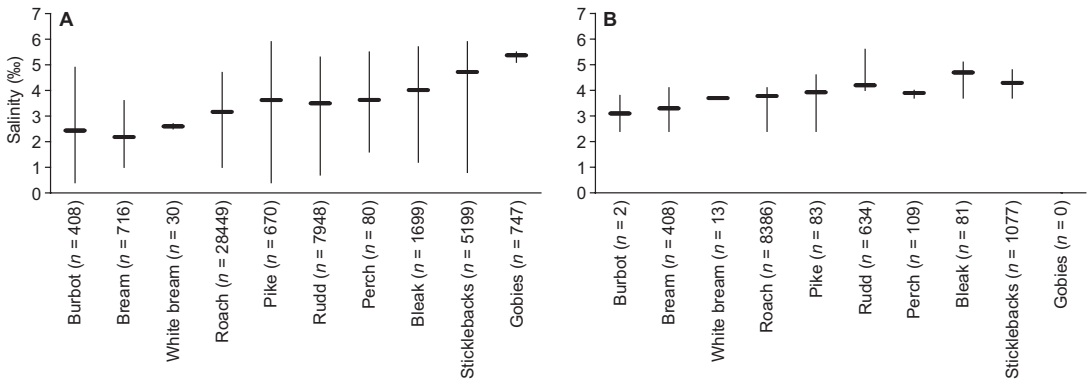 A
B
Salinity (‰)
7
6
5
4
3
2
1
0
7
6
5
4
3
2
1
0
Burbot (n = 408)
Bream (n = 716)
White bream (n = 30)
Roach (n = 28449)
Pike (n = 670)
Rudd (n = 7948)
Perch (n = 80)
Bleak (n = 1699)
Sticklebacks (n = 5199)
Gobies (n = 747)
Burbot (n = 2)
Bream (n = 408)
White bream (n = 13)
Roach (n = 8386)
Pike (n = 83)
Rudd (n = 634)
Perch (n = 109)
Bleak (n = 81)
Sticklebacks (n = 1077)
Gobies (n = 0)